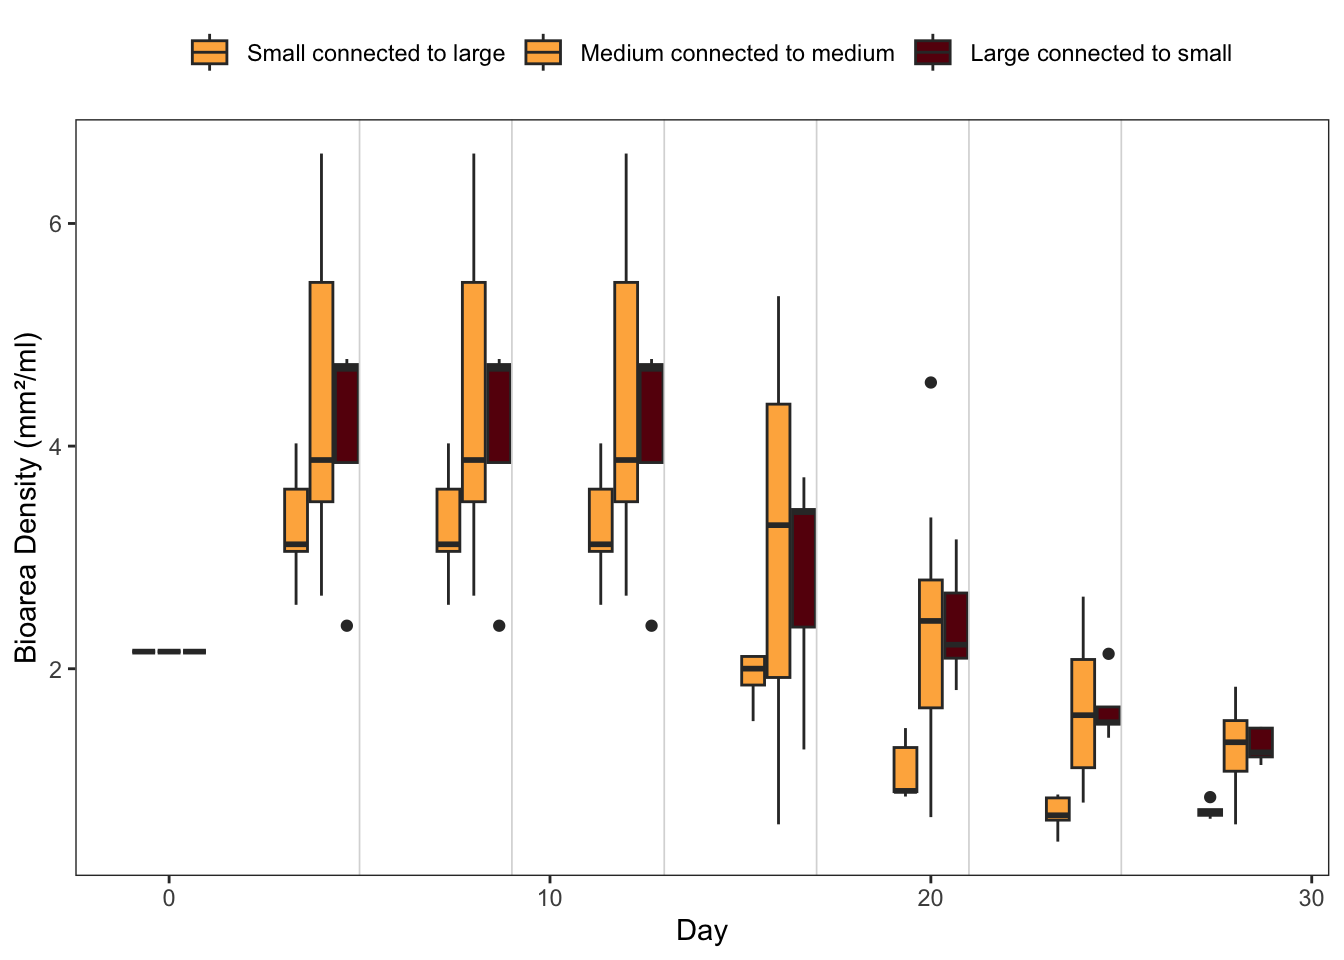 Small connected to large Medium connected to medium Large connected to small
Bioarea Density (mm²/ml)
6
4
2
0 10 20 30
Day